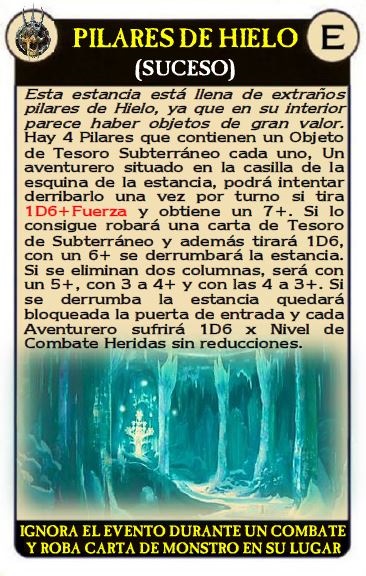 PILARES DE HIELO
E
(SUCESO)
Esta estancia está llena de extraños
pilares de Hielo, ya que en su interior
parece haber objetos de gran valor.
Hay 4 Pilares que contienen un Objeto
de Tesoro Subterráneo cada uno, Un
aventurero situado en la casilla de la
esquina de la estancia, podrá intentar
derribarlo una vez por turno si tira
1D6+Fuerza y obtiene un 7+. Si lo
consigue robará una carta de Tesoro
de Subterráneo y además tirará 1D6,
con un 6+ se derrumbará la estancia.
Si se eliminan dos columnas, será con
un 5+, con 3 a 4+ y con las 4 a 3+. Si
se derrumba la estancia quedará
bloqueada la puerta de entrada y cada
Aventurero sufrirá 1D6 x Nivel de
Combate Heridas sin reducciones.
IGNORA EL EVENTO DURANTE UN COMBATE
Y ROBA CARTA DE MONSTRO EN SU LUGAR